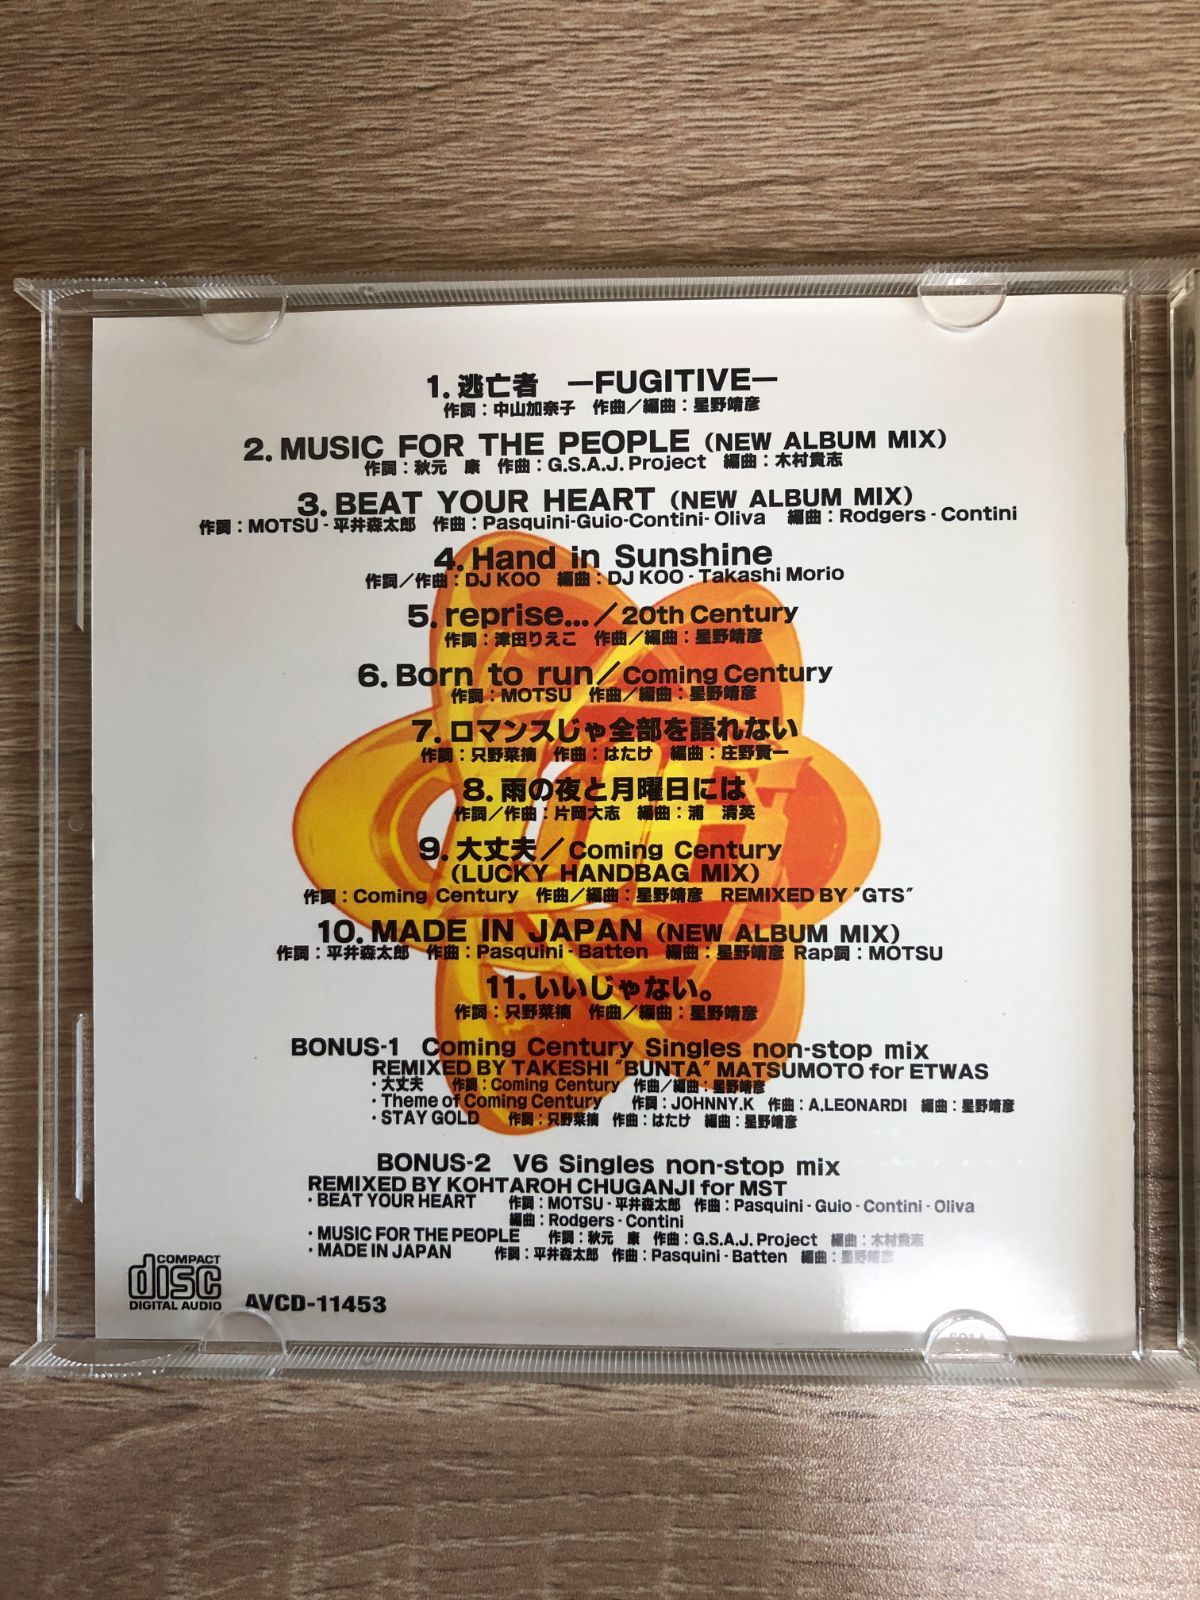 1. 逃亡者　—FUGITIVE—
作詞：中山加奈子　作曲／編曲：星野靖彦
2. MUSIC FOR THE PEOPLE (NEW ALBUM MIX)
作詞：秋元　康　作曲：G.S.A.J. Project　編曲：木村貴志
3. BEAT YOUR HEART (NEW ALBUM MIX)
作詞：MOTSU - 平井森太郎　作曲：Pasquini-Guio-Contini- Oliva　編曲：Rodgers - Contini
4. Hand in Sunshine
作詞／作曲：DJ KOO　編曲：DJ KOO - Takashi Morio
5. reprise...／20th Century
作詞：津田りえこ　作曲／編曲：星野靖彦
6. Born to run／Coming Century
作詞：MOTSU　作曲／編曲：星野靖彦
7. ロマンスじゃ全部を語れない
作詞：只野菜摘　作曲：はたけ　編曲：庄野賢一
8. 雨の夜と月曜日には
作詞／作曲：片岡大志　編曲：浦　清英
9. 大丈夫／Coming Century
(LUCKY HANDBAG MIX)
作詞：Coming Century　作曲／編曲：星野靖彦　REMIXED BY "GTS"
10. MADE IN JAPAN (NEW ALBUM MIX)
作詞：平井森太郎　作曲：Pasquini - Batten　編曲：星野靖彦 Rap詞：MOTSU
11. いいじゃない。
作詞：只野菜摘　作曲／編曲：星野靖彦
BONUS-1　Coming Century Singles non-stop mix
REMIXED BY TAKESHI "BUNTA" MATSUMOTO for ETWAS
・大丈夫　作詞：Coming Century　作曲／編曲：星野靖彦
・Theme of Coming Century　作詞：JOHNNY.K　作曲：A.LEONARDI　編曲：星野靖彦
・STAY GOLD　作詞：只野菜摘　作曲：はたけ　編曲：星野靖彦
BONUS-2　V6 Singles non-stop mix
REMIXED BY KOHTAROH CHUGANJI for MST
・BEAT YOUR HEART　作詞：MOTSU - 平井森太郎　作曲：Pasquini - Guio - Contini - Oliva
編曲：Rodgers - Contini
・MUSIC FOR THE PEOPLE　作詞：秋元　康　作曲：G.S.A.J. Project　編曲：木村貴志
・MADE IN JAPAN　作詞：平井森太郎　作曲：Pasquini - Batten　編曲：星野靖彦
COMPACT
disc
DIGITAL AUDIO
AVCD-11453